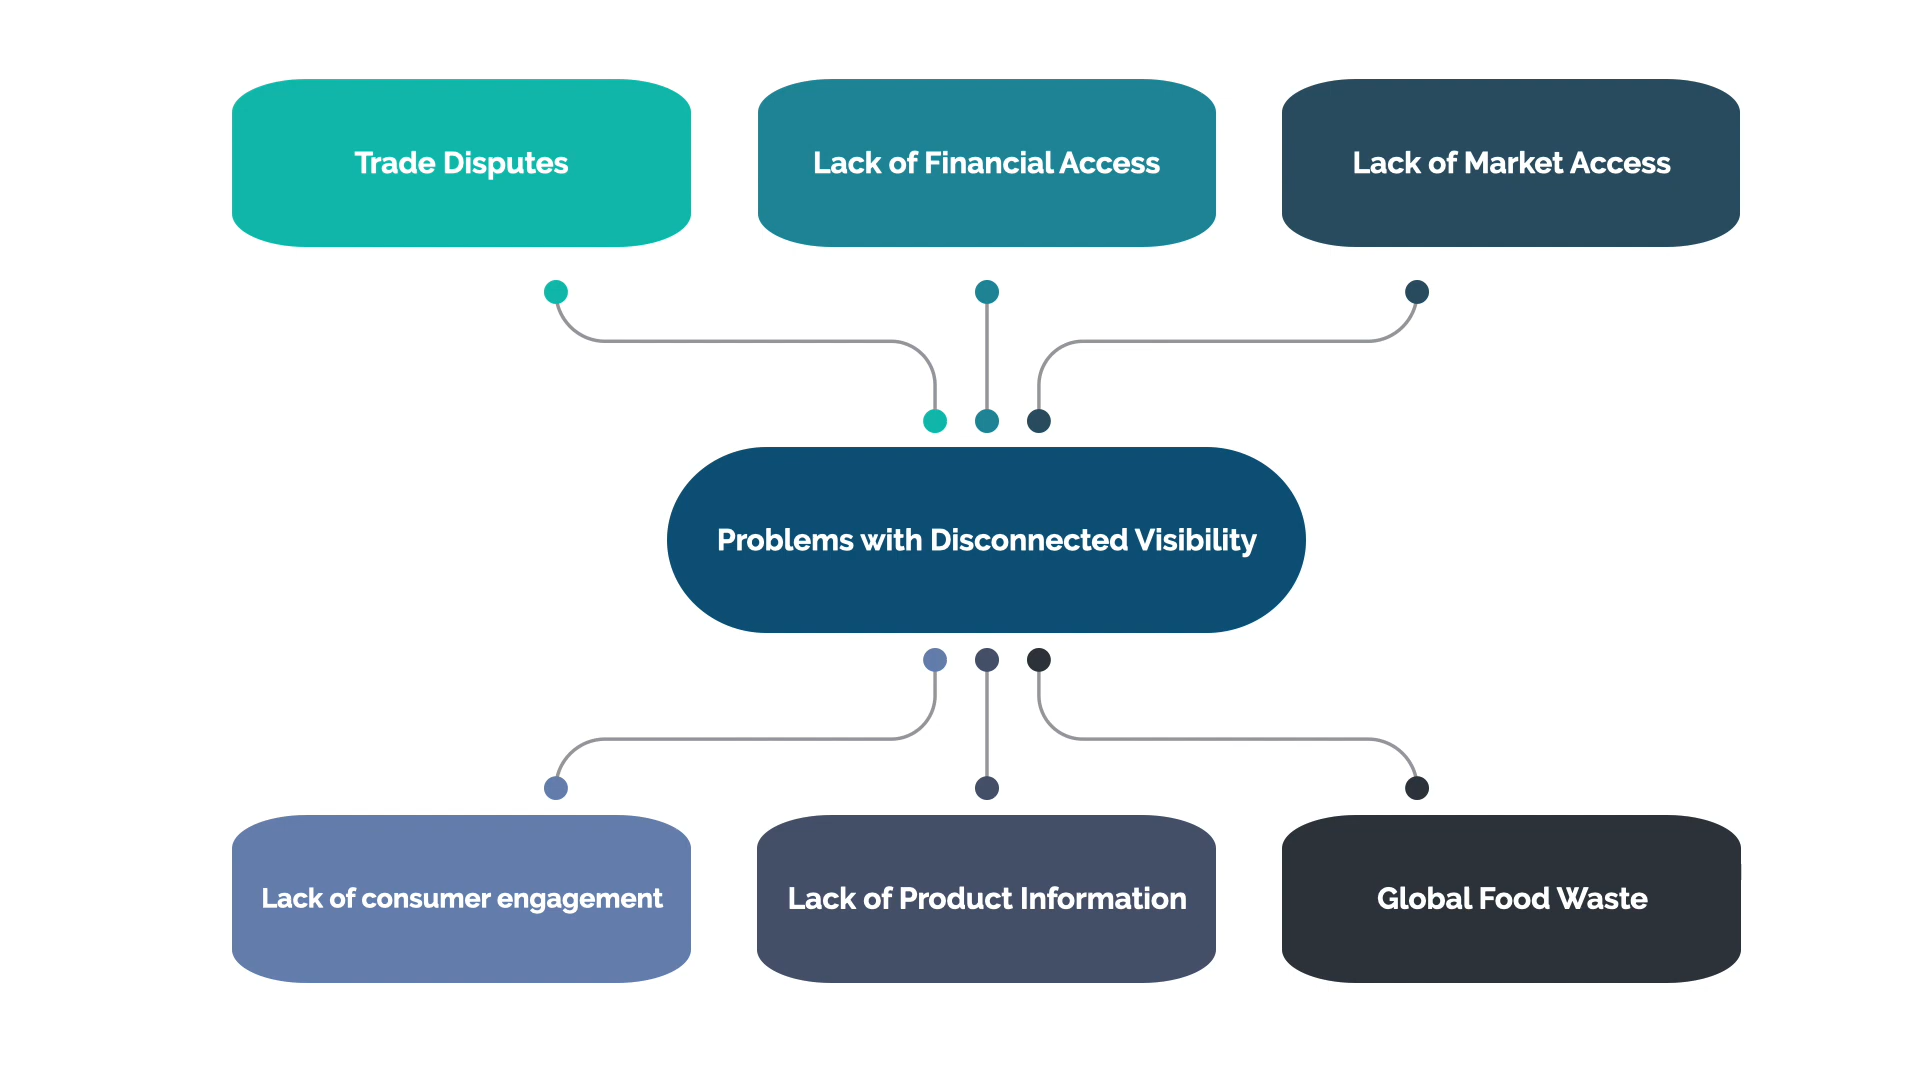 Trade Disputes
Lack of Financial Access
Lack of Market Access
Problems with Disconnected Visibility
Lack of consumer engagement
Lack of Product Information
Global Food Waste